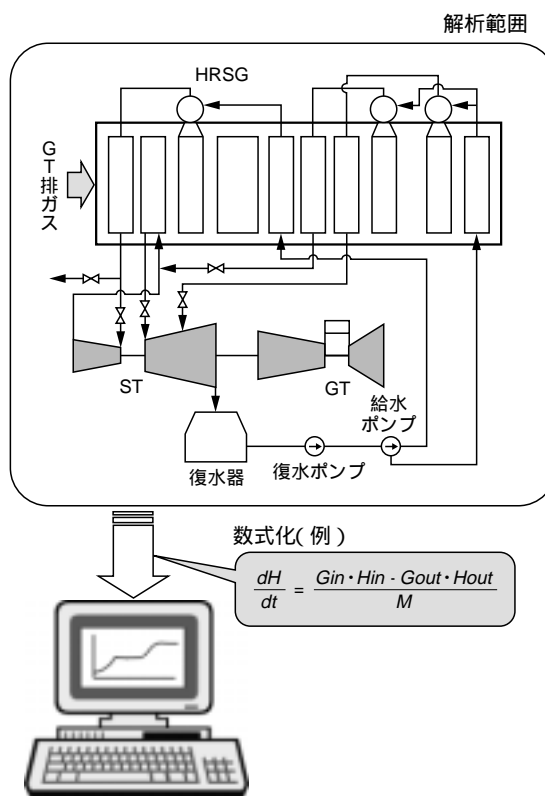 解析範囲
HRSG
GT排ガス
ST
GT
給水
ポンプ
復水ポンプ
復水器
数式化(例)
dH/dt = Gin・Hin - Gout・Hout/M